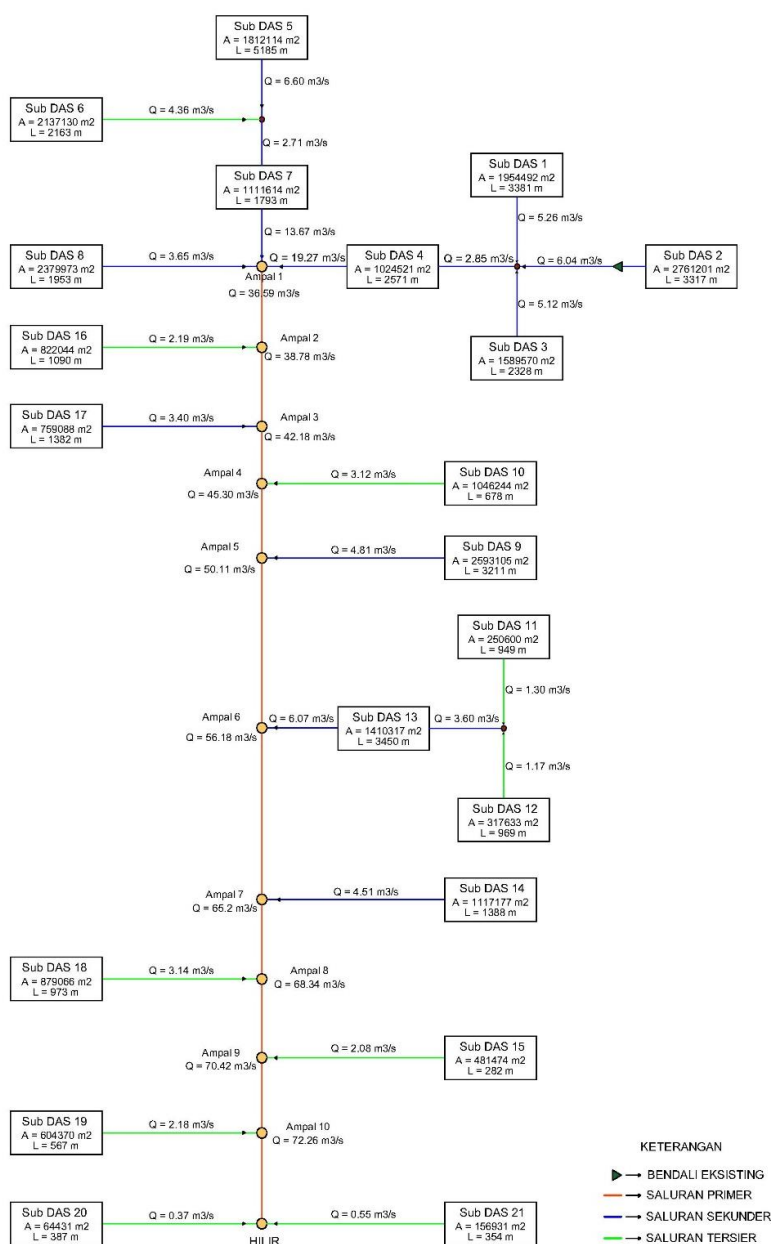 Sub DAS 5
A = 1812114 m2
L = 5185 m
Q = 6.60 m3/s
Sub DAS 6
A = 2137130 m2
L = 2163 m
Q = 4.36 m3/s
Q = 2.71 m3/s
Sub DAS 7
A = 1111614 m2
L = 1793 m
Q = 13.67 m3/s
Sub DAS 1
A = 1954492 m2
L = 3381 m
Q = 5.26 m3/s
Sub DAS 8
A = 2379973 m2
L = 1953 m
Q = 3.65 m3/s
Ampal 1
Q = 36.59 m3/s
Q = 19.27 m3/s
Sub DAS 4
A = 1024521 m2
L = 2571 m
Q = 2.85 m3/s
Q = 6.04 m3/s
Sub DAS 2
A = 2761201 m2
L = 3317 m
Q = 5.12 m3/s
Sub DAS 3
A = 1589570 m2
L = 2328 m
Sub DAS 16
A = 822044 m2
L = 1090 m
Q = 2.19 m3/s
Ampal 2
Q = 38.78 m3/s
Sub DAS 17
A = 759088 m2
L = 1382 m
Q = 3.40 m3/s
Ampal 3
Q = 42.18 m3/s
Ampal 4
Q = 45.30 m3/s
Q = 3.12 m3/s
Sub DAS 10
A = 1046244 m2
L = 678 m
Ampal 5
Q = 50.11 m3/s
Q = 4.81 m3/s
Sub DAS 9
A = 2593105 m2
L = 3211 m
Sub DAS 11
A = 250600 m2
L = 949 m
Q = 1.30 m3/s
Ampal 6
Q = 56.18 m3/s
Q = 6.07 m3/s
Sub DAS 13
A = 1410317 m2
L = 3450 m
Q = 3.60 m3/s
Q = 1.17 m3/s
Sub DAS 12
A = 317633 m2
L = 969 m
Ampal 7
Q = 65.2 m3/s
Q = 4.51 m3/s
Sub DAS 14
A = 1117177 m2
L = 1388 m
Sub DAS 18
A = 879066 m2
L = 973 m
Q = 3.14 m3/s
Ampal 8
Q = 68.34 m3/s
Ampal 9
Q = 70.42 m3/s
Q = 2.08 m3/s
Sub DAS 15
A = 481474 m2
L = 282 m
Sub DAS 19
A = 604370 m2
L = 567 m
Q = 2.18 m3/s
Ampal 10
Q = 72.26 m3/s
Sub DAS 20
A = 64431 m2
L = 387 m
Q = 0.37 m3/s
HILIR
Q = 0.55 m3/s
Sub DAS 21
A = 156931 m2
L = 354 m
KETERANGAN
BENDALI EKSISTING
SALURAN PRIMER
SALURAN SEKUNDER
SALURAN TERSIER